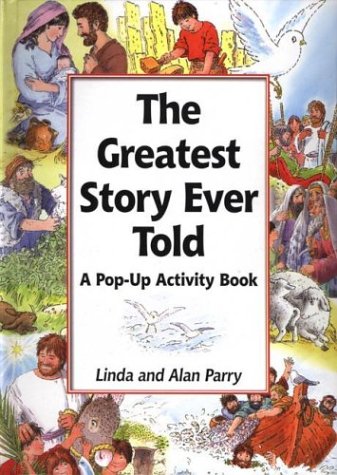 The
Greatest
Story Ever
Told
A Pop-Up Activity Book
Linda and Alan Parry